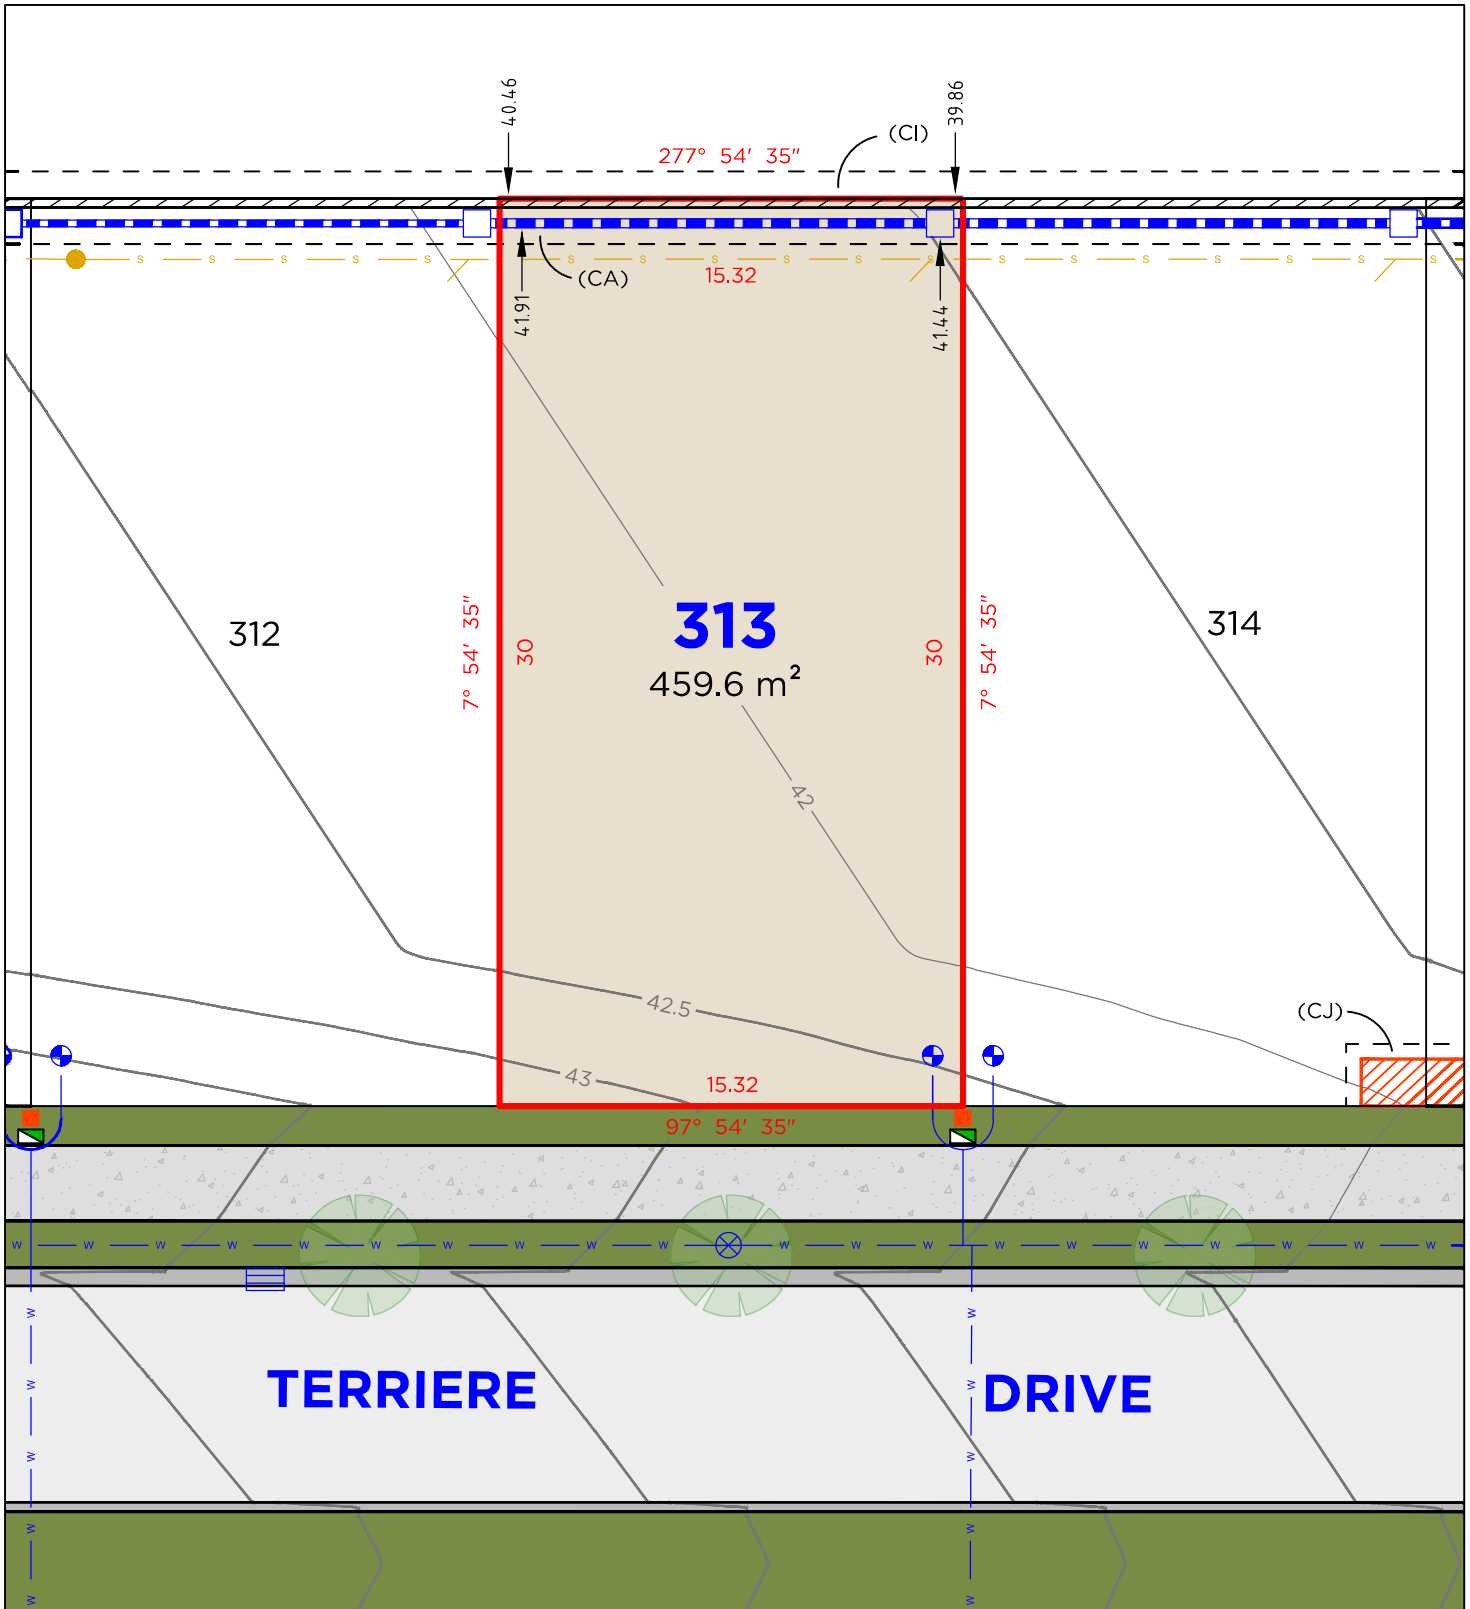 40.46
39.86
(CI)
277° 54' 35"
S S S S S S S S S S S S S S S S S
(CA)
15.32
41.91
41.44
7° 54' 35"
30
313
459.6 m²
30
7° 54' 35"
312
314
42
42.5
(CJ)
43
15.32
97° 54' 35"
W W W W W W W W W W W W W W W W W W W W
W W
TERRIERE DRIVE
W W
W W
W W
W W